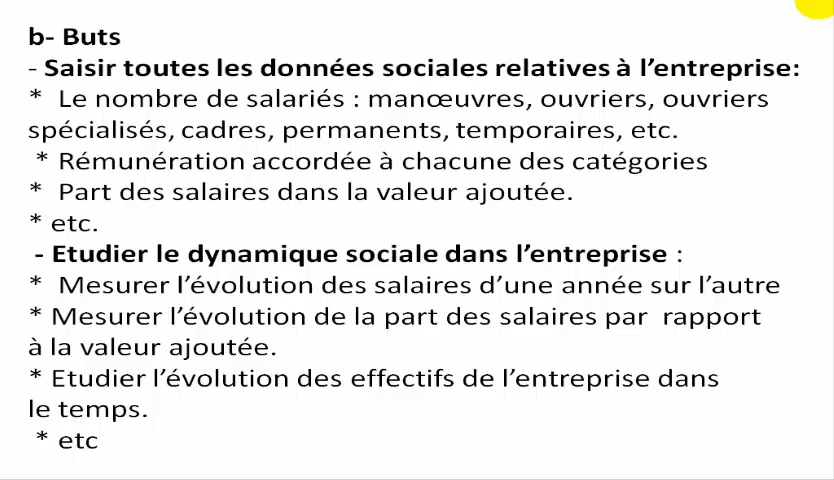 b- Buts
- Saisir toutes les données sociales relatives à l’entreprise:
* Le nombre de salariés : manœuvres, ouvriers, ouvriers
spécialisés, cadres, permanents, temporaires, etc.
* Rémunération accordée à chacune des catégories
* Part des salaires dans la valeur ajoutée.
* etc.
- Etudier le dynamique sociale dans l’entreprise :
* Mesurer l’évolution des salaires d’une année sur l’autre
* Mesurer l’évolution de la part des salaires par rapport
à la valeur ajoutée.
* Etudier l’évolution des effectifs de l’entreprise dans
le temps.
* etc